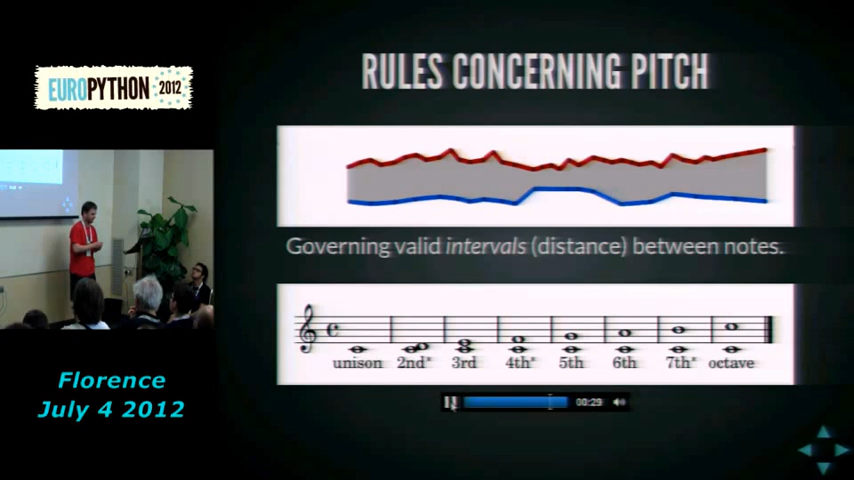 EUROPYTHON 2012
RULES CONCERNING PITCH
Governing valid intervals (distance) between notes.
unison 2nd* 3rd 4th* 5th 6th 7th* octave
00:29
Florence
July 4 2012